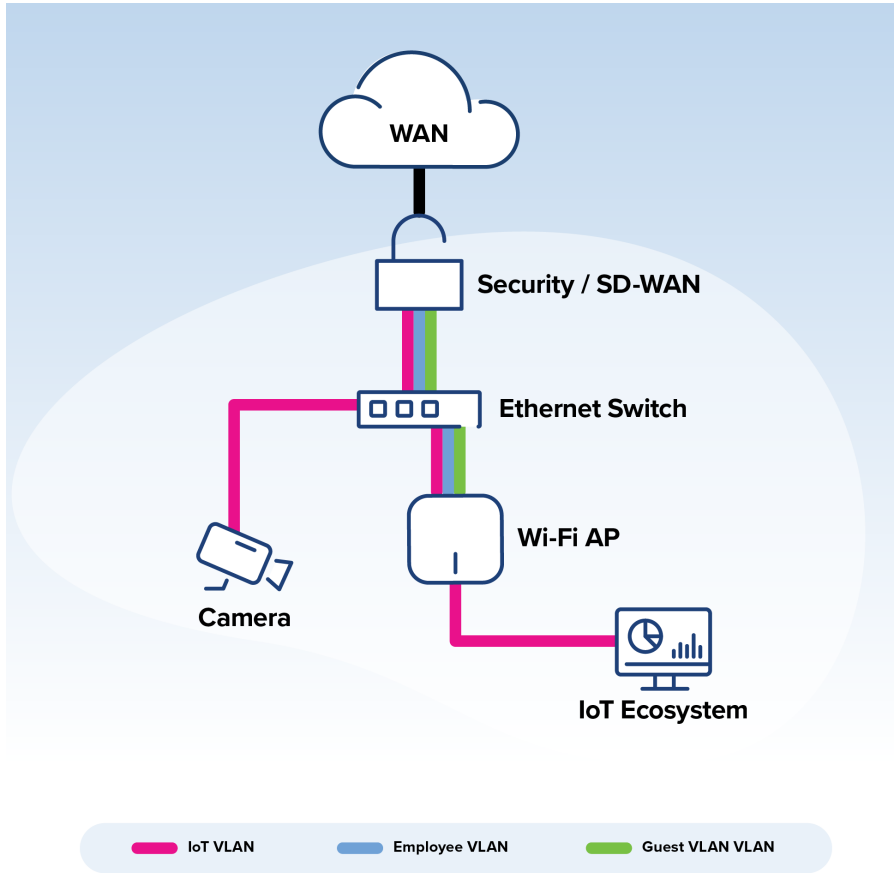 WAN
Security / SD-WAN
Ethernet Switch
Wi-Fi AP
Camera
IoT Ecosystem
IoT VLAN
Employee VLAN
Guest VLAN VLAN